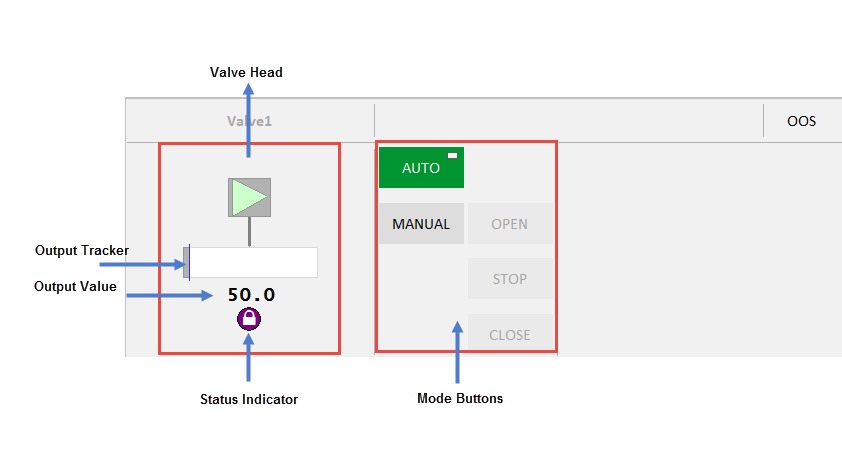 Valve Head
Valve1
OOS
AUTO
MANUAL
OPEN
Output Tracker
Output Value
50.0
STOP
CLOSE
Status Indicator
Mode Buttons